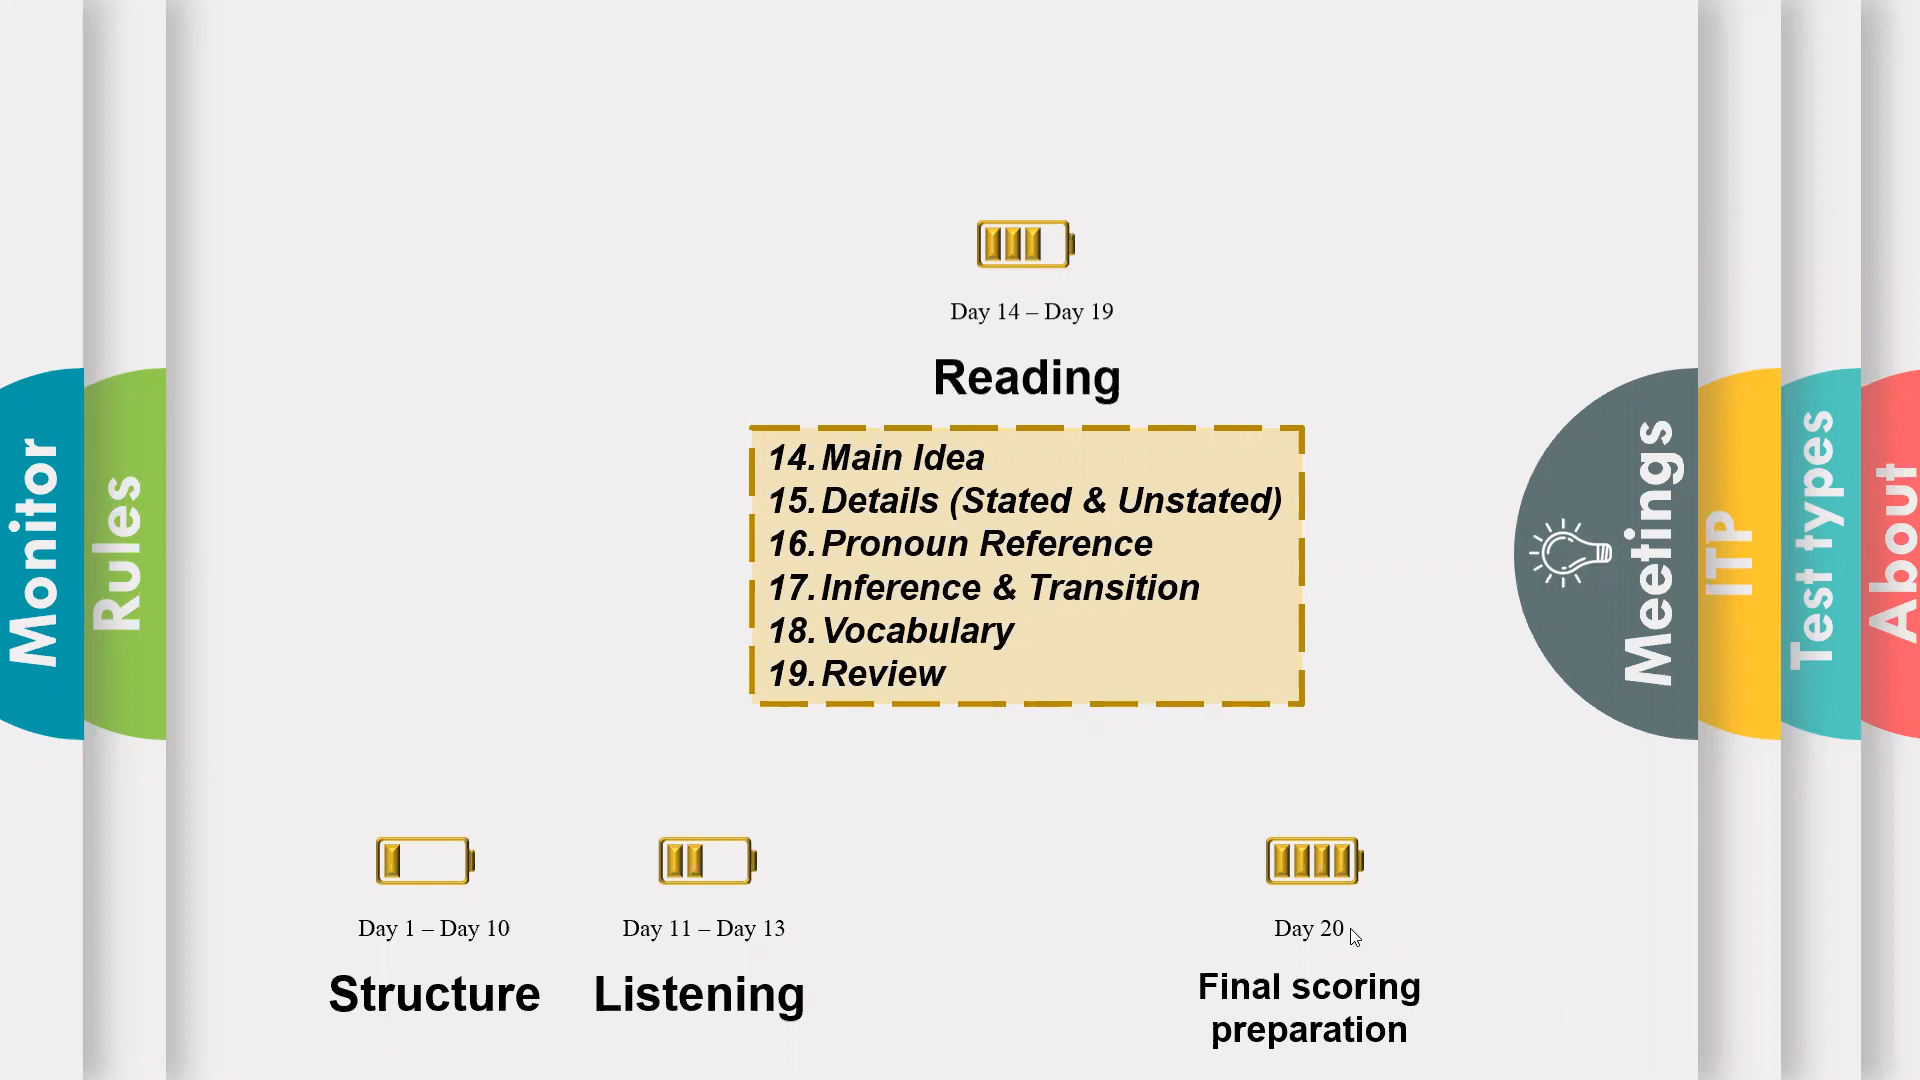 Monitor
Rules
Day 14 – Day 19
Reading
14. Main Idea
15. Details (Stated & Unstated)
16. Pronoun Reference
17. Inference & Transition
18. Vocabulary
19. Review
Day 1 – Day 10
Structure
Day 11 – Day 13
Listening
Day 20
Final scoring
preparation
Meetings
ITP
Test types
About